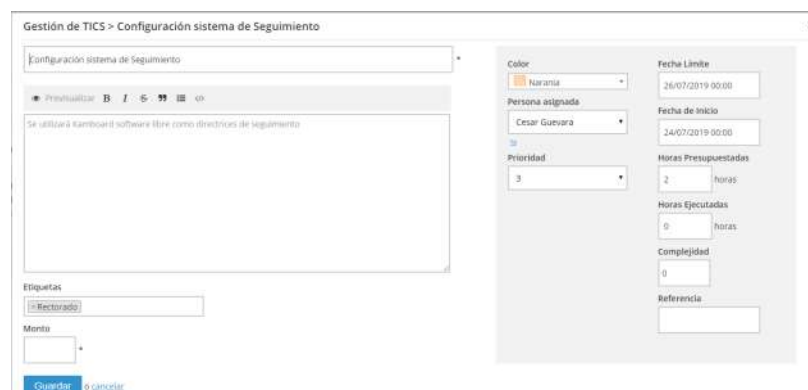 Gestión de TICS > Configuración sistema de Seguimiento
Configuración sistema de Seguimiento *
Previsualizar B I S
Se utilizará Kamboard software libre como directrices de seguimiento
Etiquetas
×Rectorado
Monto
*
Guardar o cancelar
Color
Narania
Persona asignada
Cesar Guevara
Prioridad
3
Fecha Límite
26/07/2019 00:00
Fecha de Inicio
24/07/2019 00:00
Horas Presupuestadas
2 horas
Horas Ejecutadas
0 horas
Complejidad
0
Referencia